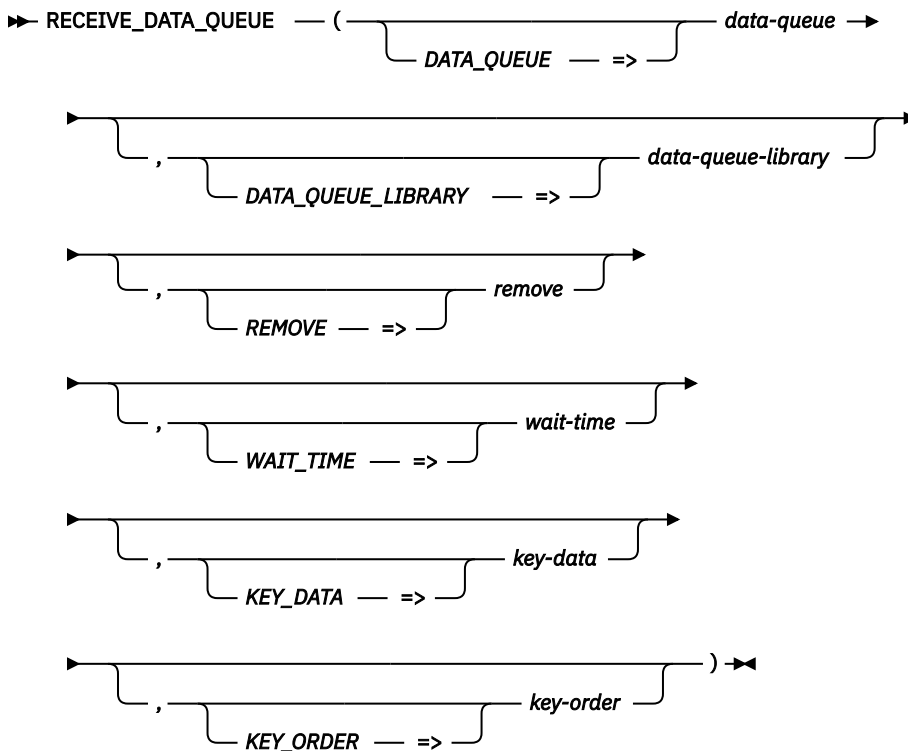 RECEIVE_DATA_QUEUE ( data-queue
DATA_QUEUE =>
, data-queue-library
DATA_QUEUE_LIBRARY =>
, remove
REMOVE =>
, wait-time
WAIT_TIME =>
, key-data
KEY_DATA =>
)
, key-order
KEY_ORDER =>